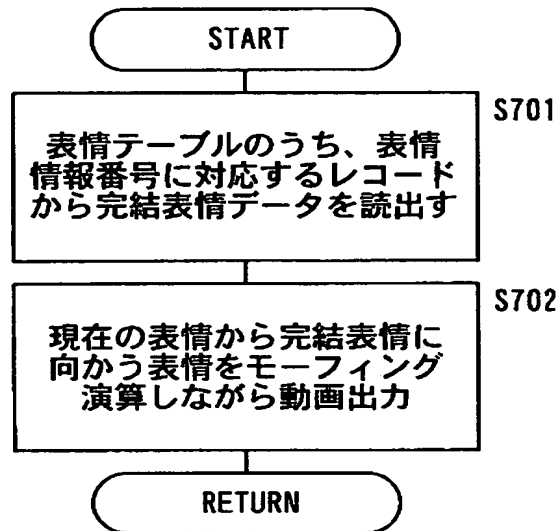 START
S701
表情テーブルのうち、表情
情報番号に対応するレコード
から完結表情データを読出す
S702
現在の表情から完結表情に
向かう表情をモーフィング
演算しながら動画出力
RETURN